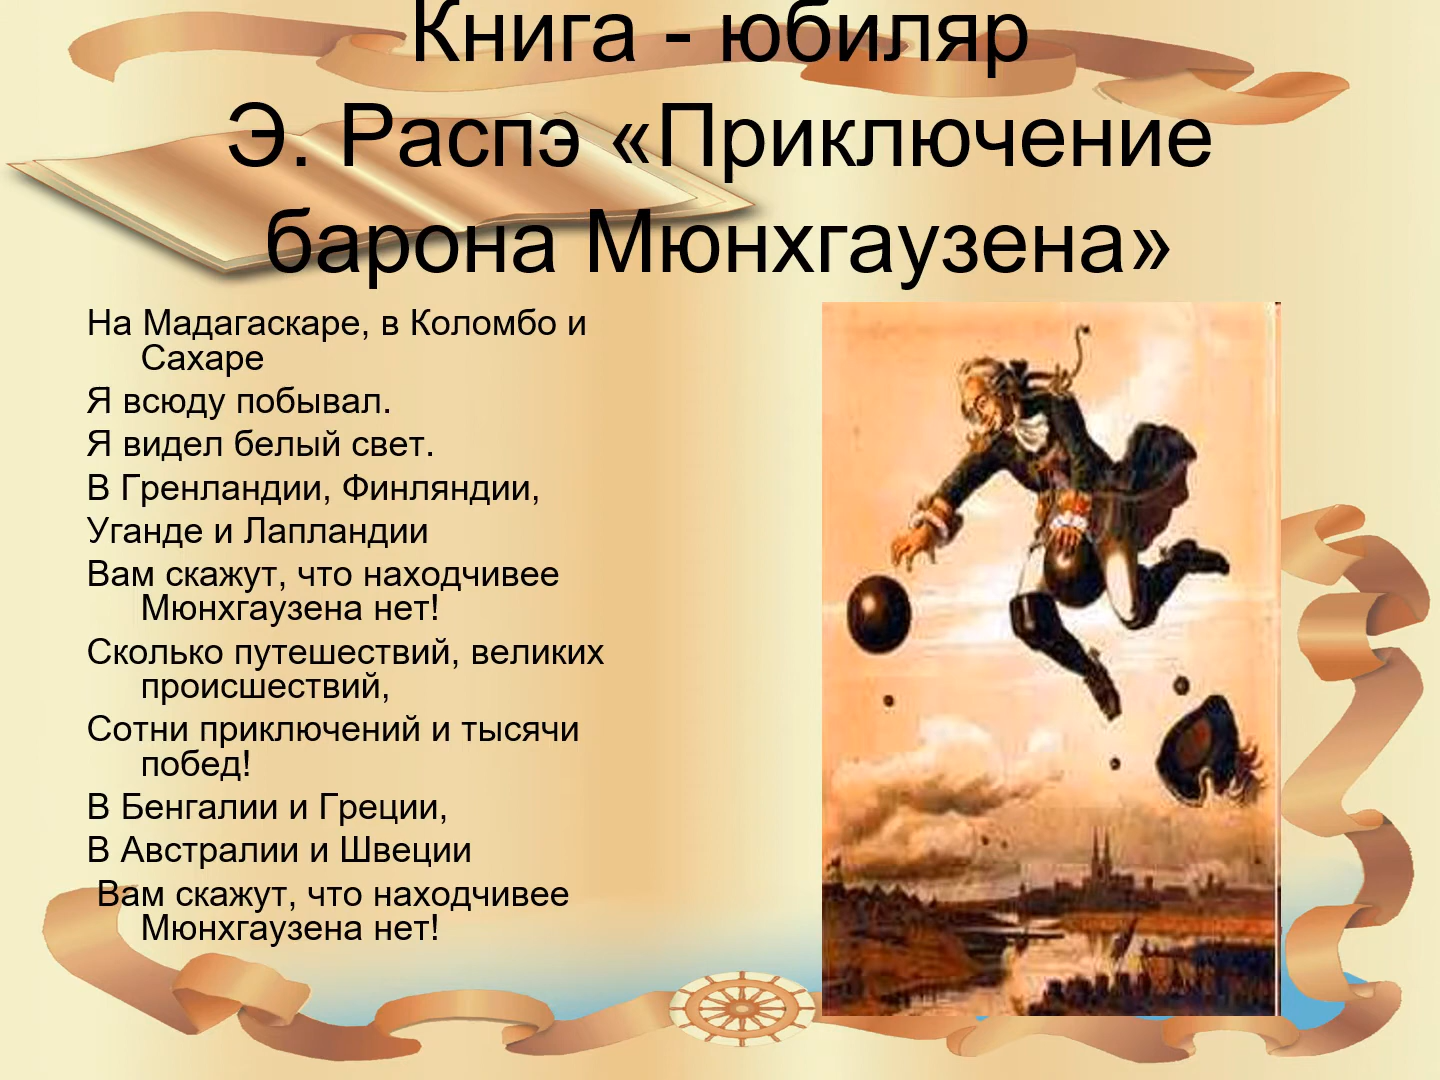 Книга - юбиляр
Э. Распэ «Приключение
барона Мюнхгаузена»
На Мадагаскаре, в Коломбо и
Сахаре
Я всюду побывал.
Я видел белый свет.
В Гренландии, Финляндии,
Уганде и Лапландии
Вам скажут, что находчивее
Мюнхгаузена нет!
Сколько путешествий, великих
происшествий,
Сотни приключений и тысячи
побед!
В Бенгалии и Греции,
В Австралии и Швеции
Вам скажут, что находчивее
Мюнхгаузена нет!